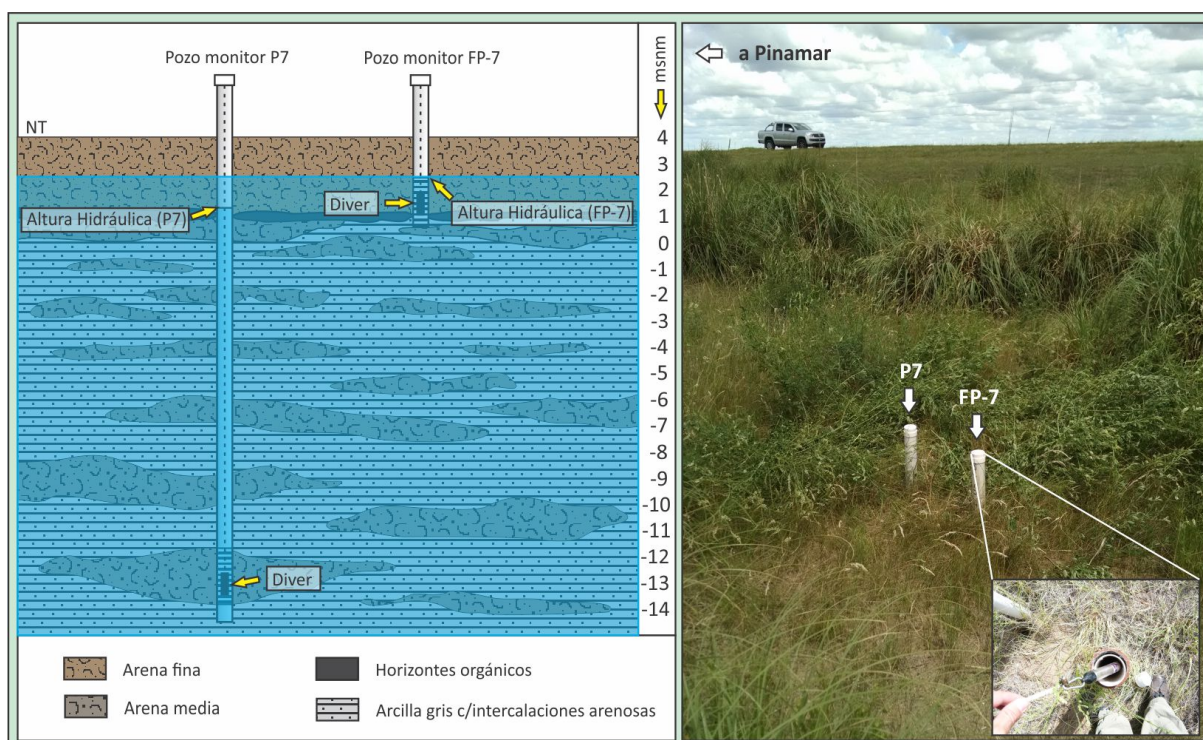 Pozo monitor P7
Pozo monitor FP-7
msnm
NT
4
3
2
1
0
-1
-2
-3
-4
-5
-6
-7
-8
-9
-10
-11
-12
-13
-14
Diver
Altura Hidráulica (P7)
Altura Hidráulica (FP-7)
Diver
Arena fina
Horizontes orgánicos
Arena media
Arcilla gris c/intercalaciones arenosas
a Pinamar
P7
FP-7